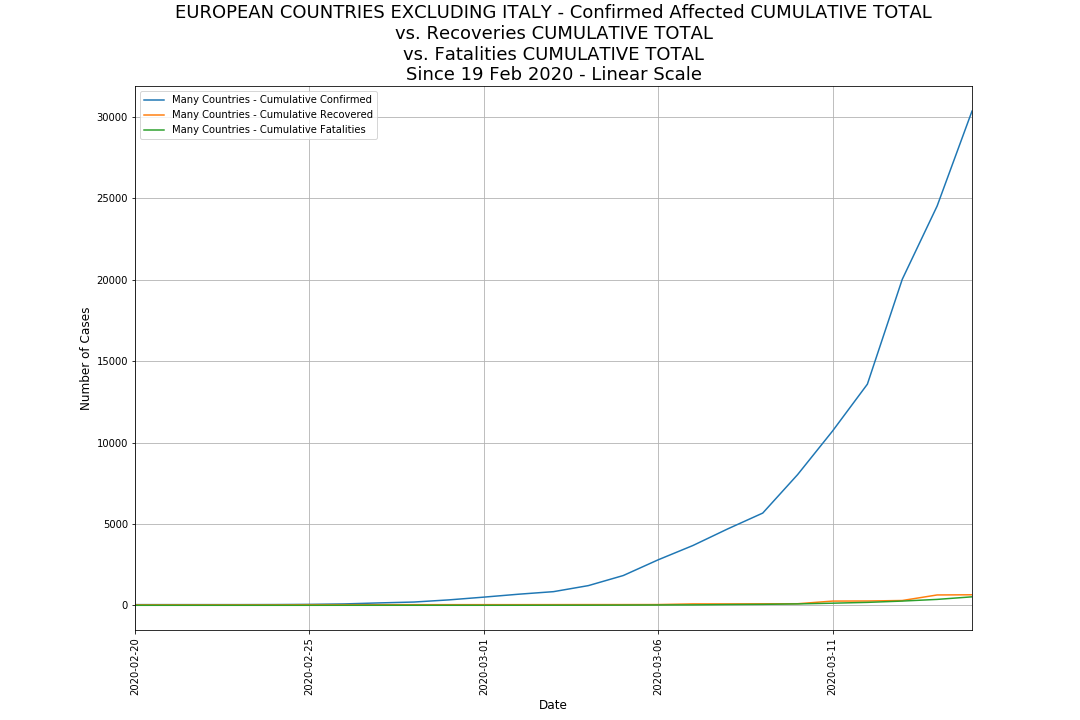 EUROPEAN COUNTRIES EXCLUDING ITALY - Confirmed Affected CUMULATIVE TOTAL
vs. Recoveries CUMULATIVE TOTAL
vs. Fatalities CUMULATIVE TOTAL
Since 19 Feb 2020 - Linear Scale
Many Countries - Cumulative Confirmed
Many Countries - Cumulative Recovered
Many Countries - Cumulative Fatalities
30000
25000
20000
15000
10000
5000
0
Number of Cases
2020-02-20
2020-02-25
2020-03-01
2020-03-06
2020-03-11
Date